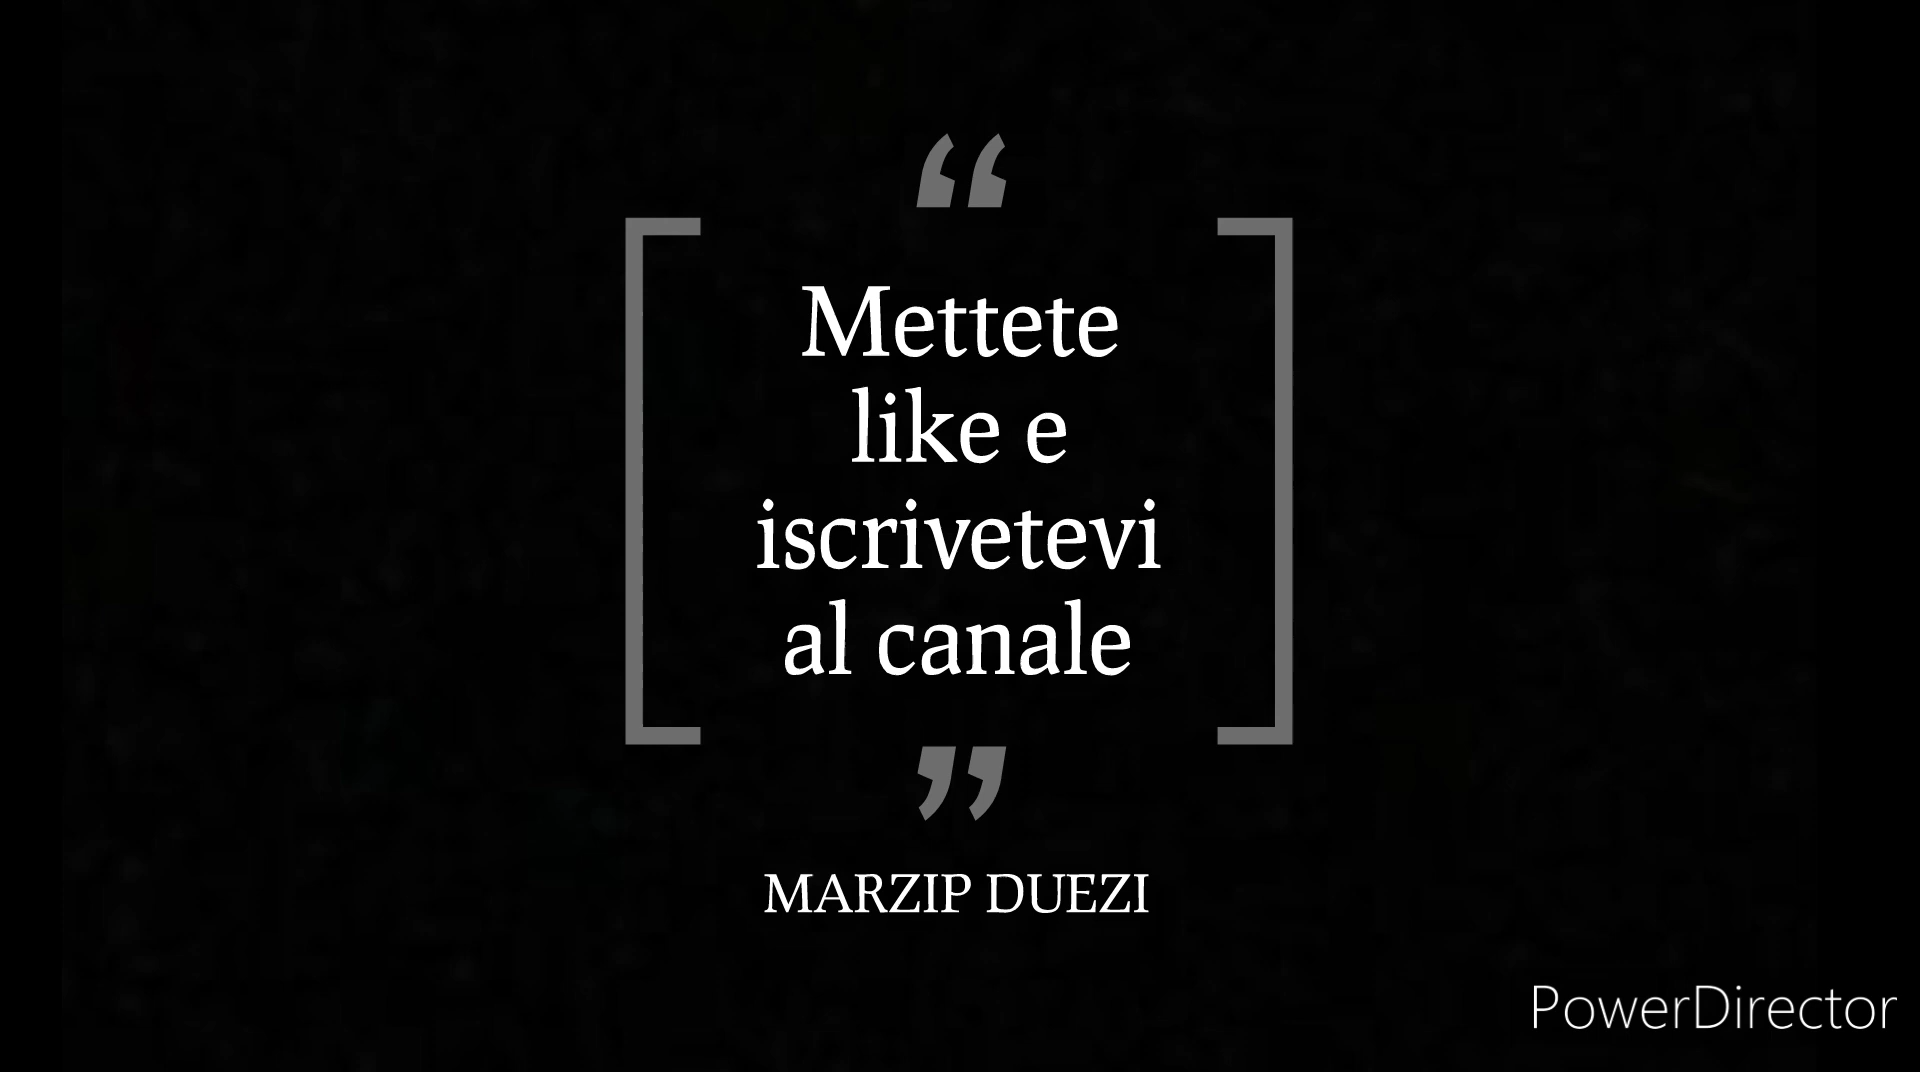 “
Mettete
like e
iscrivetevi
al canale
”
MARZIP DUEZI
PowerDirector